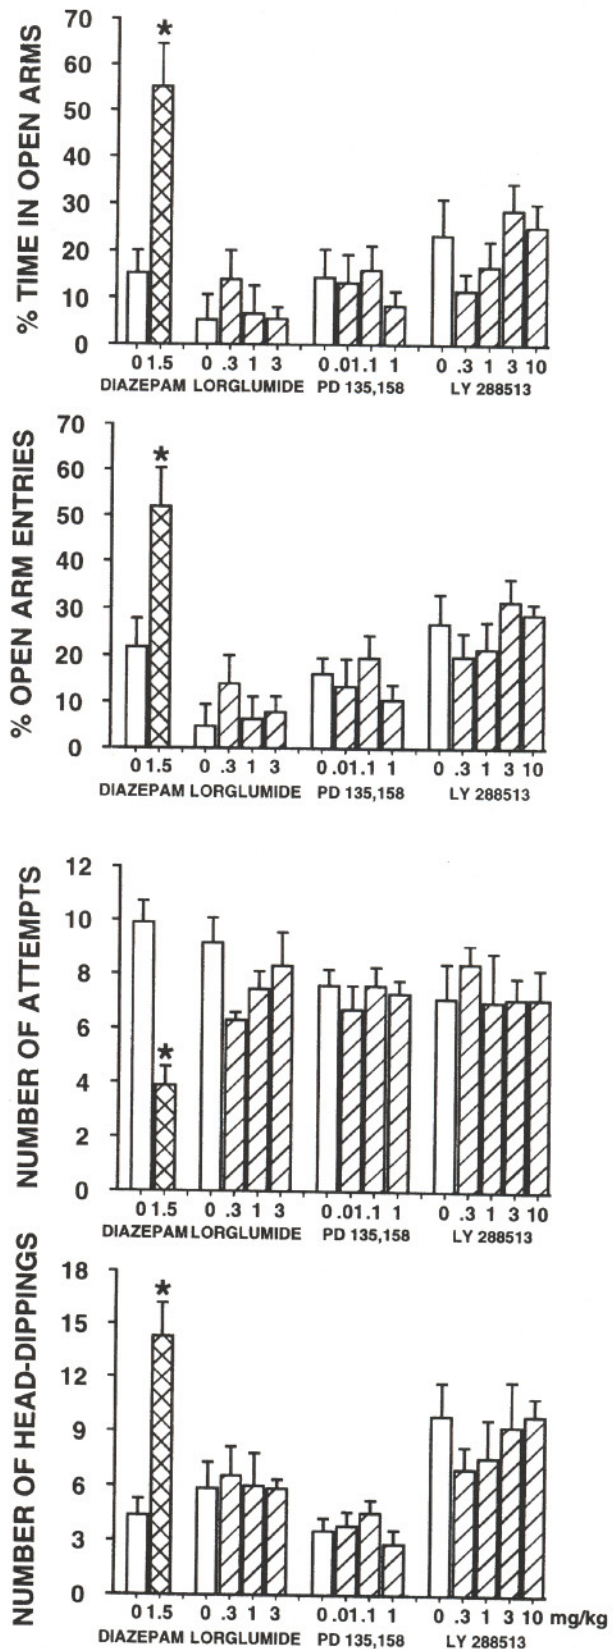 % TIME IN OPEN ARMS
70
60
50
40
30
20
10
0
*
0 1.5 0 .3 1 3 0 .01 .1 1 0 .3 1 3 10
DIAZEPAM LORGLUMIDE PD 135,158 LY 288513
% OPEN ARM ENTRIES
70
60
50
40
30
20
10
0
*
0 1.5 0 .3 1 3 0 .01 .1 1 0 .3 1 3 10
DIAZEPAM LORGLUMIDE PD 135,158 LY 288513
NUMBER OF ATTEMPTS
12
10
8
6
4
2
0
*
0 1.5 0 .3 1 3 0 .01 .1 1 0 .3 1 3 10
DIAZEPAM LORGLUMIDE PD 135,158 LY 288513
NUMBER OF HEAD-DIPPINGS
18
15
12
9
6
3
0
*
0 1.5 0 .3 1 3 0 .01 .1 1 0 .3 1 3 10 mg/kg
DIAZEPAM LORGLUMIDE PD 135,158 LY 288513